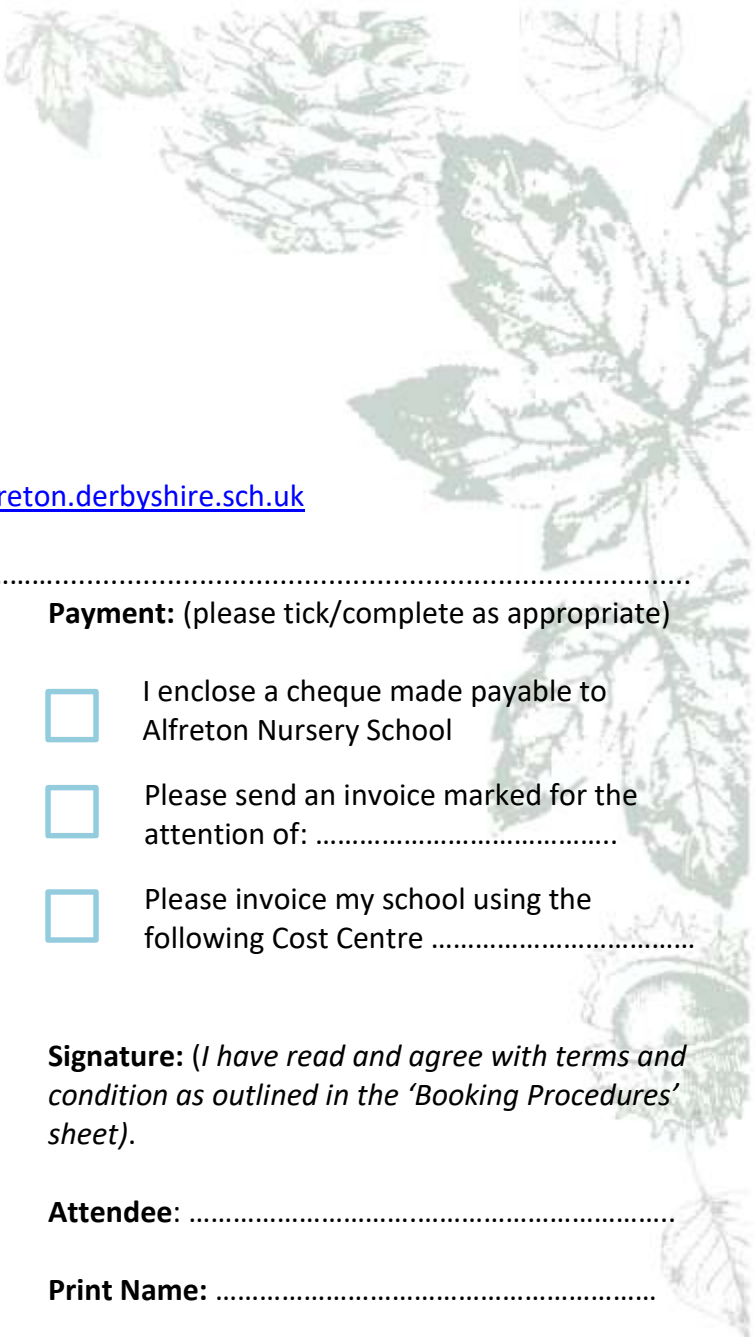 reton.derbyshire.sch.uk
................................................................................
Payment: (please tick/complete as appropriate)
I enclose a cheque made payable to
Alfreton Nursery School
Please send an invoice marked for the
attention of: ……………………………………..
Please invoice my school using the
following Cost Centre ………………………………
Signature: (I have read and agree with terms and
condition as outlined in the ‘Booking Procedures’
sheet).
Attendee: ………………………….……………………………..
Print Name: ……………………………………………………